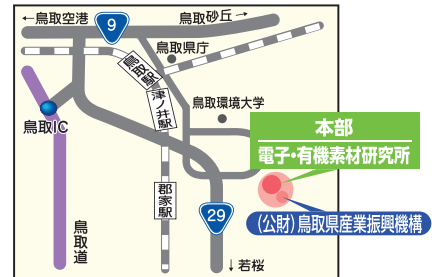 ←鳥取空港
9
鳥取砂丘→
鳥取県庁
鳥取駅
津ノ井駅
鳥取環境大学
鳥取IC
本部
電子・有機素材研究所
郡家駅
29
(公財)鳥取県産業振興機構
鳥取道
↓若桜